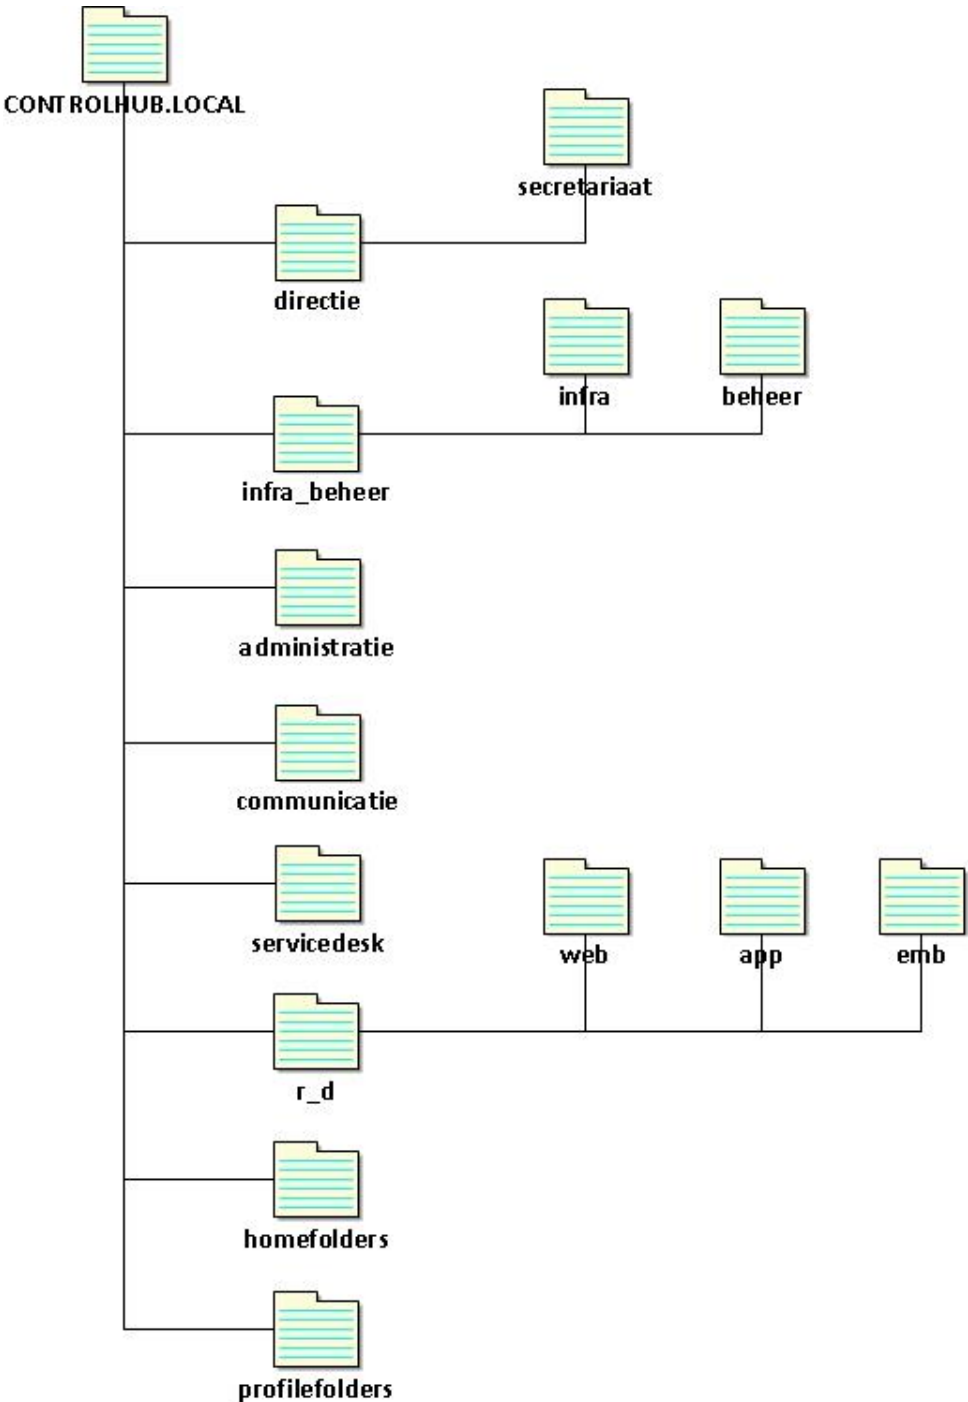 CONTROLHUB.LOCAL
secretariaat
directie
infra
beheer
infra_beheer
administratie
communicatie
servicedesk
web
app
emb
r_d
homefolders
profilefolders